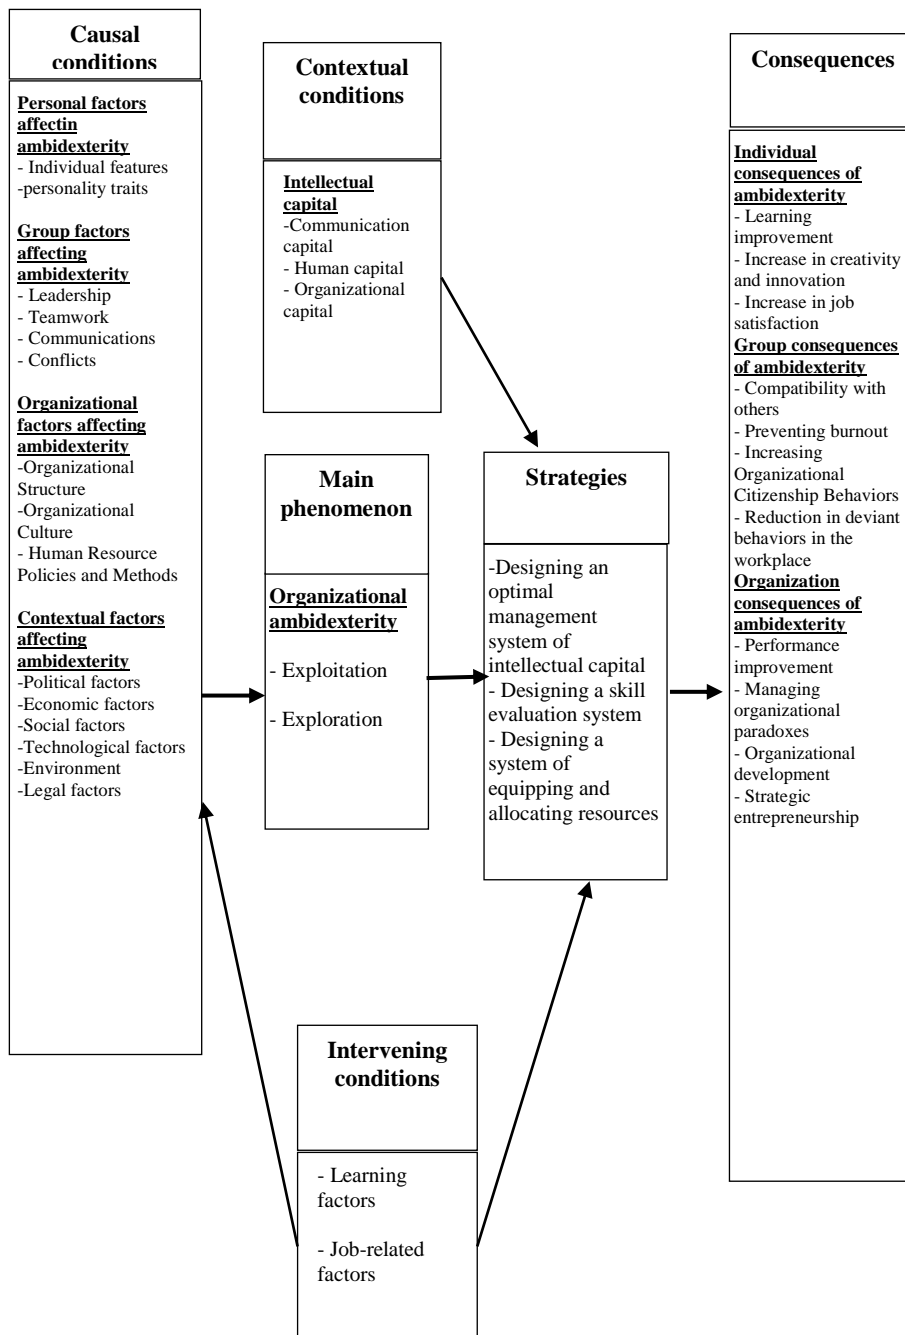 Causal
conditions
Personal factors
affectin
ambidexterity
- Individual features
-personality traits
Group factors
affecting
ambidexterity
- Leadership
- Teamwork
- Communications
- Conflicts
Organizational
factors affecting
ambidexterity
-Organizational
Structure
-Organizational
Culture
- Human Resource
Policies and Methods
Contextual factors
affecting
ambidexterity
-Political factors
-Economic factors
-Social factors
-Technological factors
-Environment
-Legal factors
Contextual
conditions
Intellectual
capital
-Communication
capital
- Human capital
- Organizational
capital
Main
phenomenon
Organizational
ambidexterity
- Exploitation
- Exploration
Strategies
-Designing an
optimal
management
system of
intellectual capital
- Designing a skill
evaluation system
- Designing a
system of
equipping and
allocating resources
Consequences
Individual
consequences of
ambidexterity
- Learning
improvement
- Increase in creativity
and innovation
- Increase in job
satisfaction
Group consequences
of ambidexterity
- Compatibility with
others
- Preventing burnout
- Increasing
Organizational
Citizenship Behaviors
- Reduction in deviant
behaviors in the
workplace
Organization
consequences of
ambidexterity
- Performance
improvement
- Managing
organizational
paradoxes
- Organizational
development
- Strategic
entrepreneurship
Intervening
conditions
- Learning
factors
- Job-related
factors